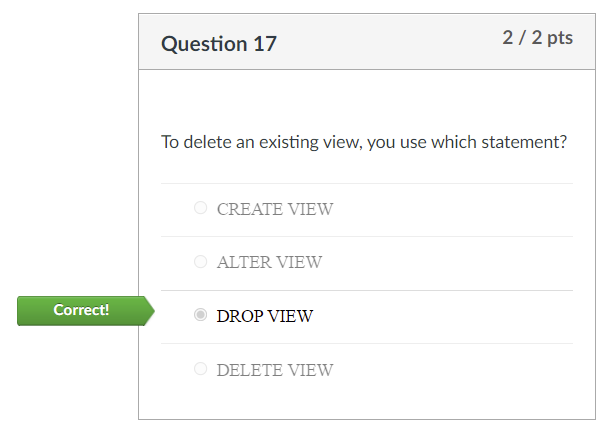 Question 17
2 / 2 pts
To delete an existing view, you use which statement?
CREATE VIEW
ALTER VIEW
Correct!
DROP VIEW
DELETE VIEW